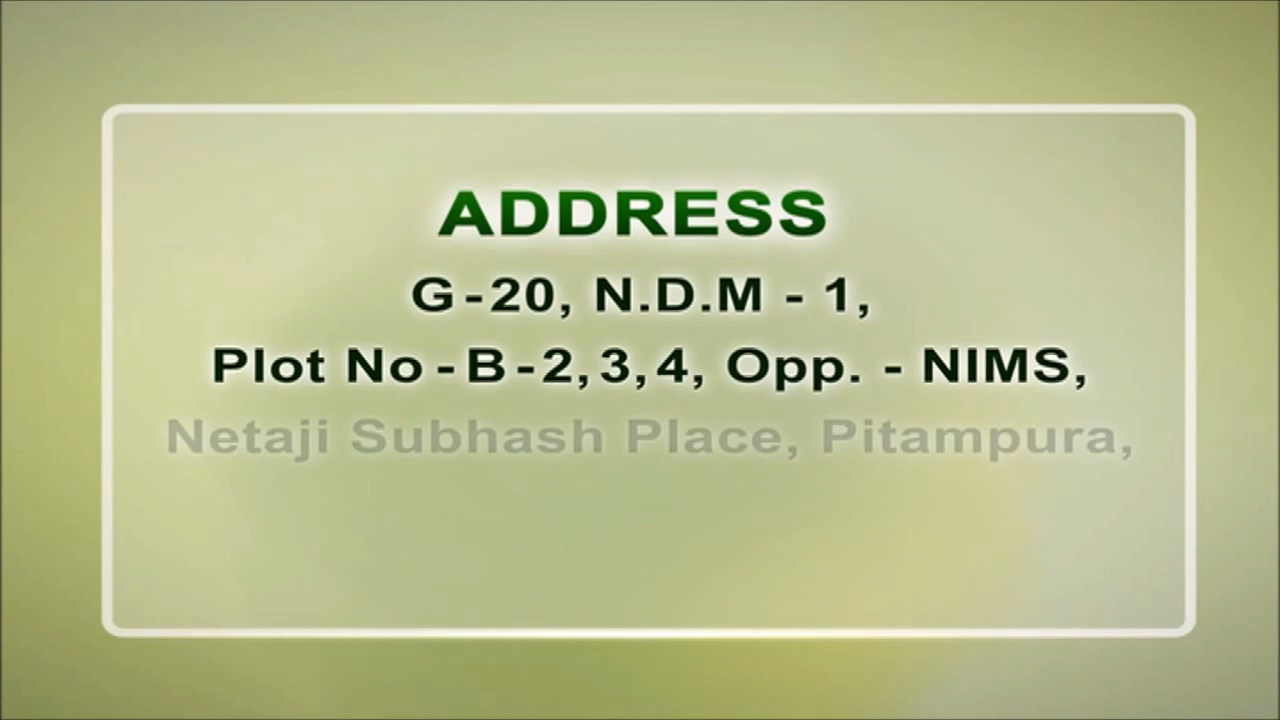 ADDRESS
G-20, N.D.M - 1,
Plot No-B-2,3,4, Opp. - NIMS,
Netaji Subhash Place, Pitampura,